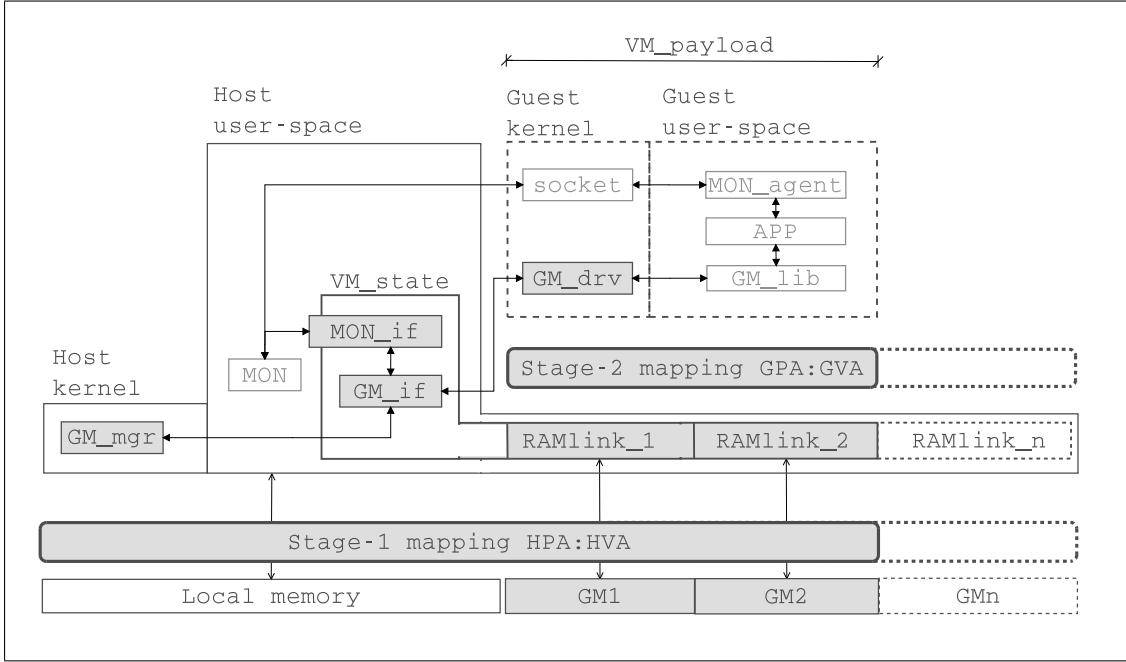 VM_payload
Host
user-space
Guest
kernel
Guest
user-space
socket
MON_agent
APP
GM_drv
GM_lib
VM_state
MON_if
Host
kernel
MON
GM_if
Stage-2 mapping GPA:GVA
GM_mgr
RAMlink_1
RAMlink_2
RAMlink_n
Stage-1 mapping HPA:HVA
Local memory
GM1
GM2
GMn